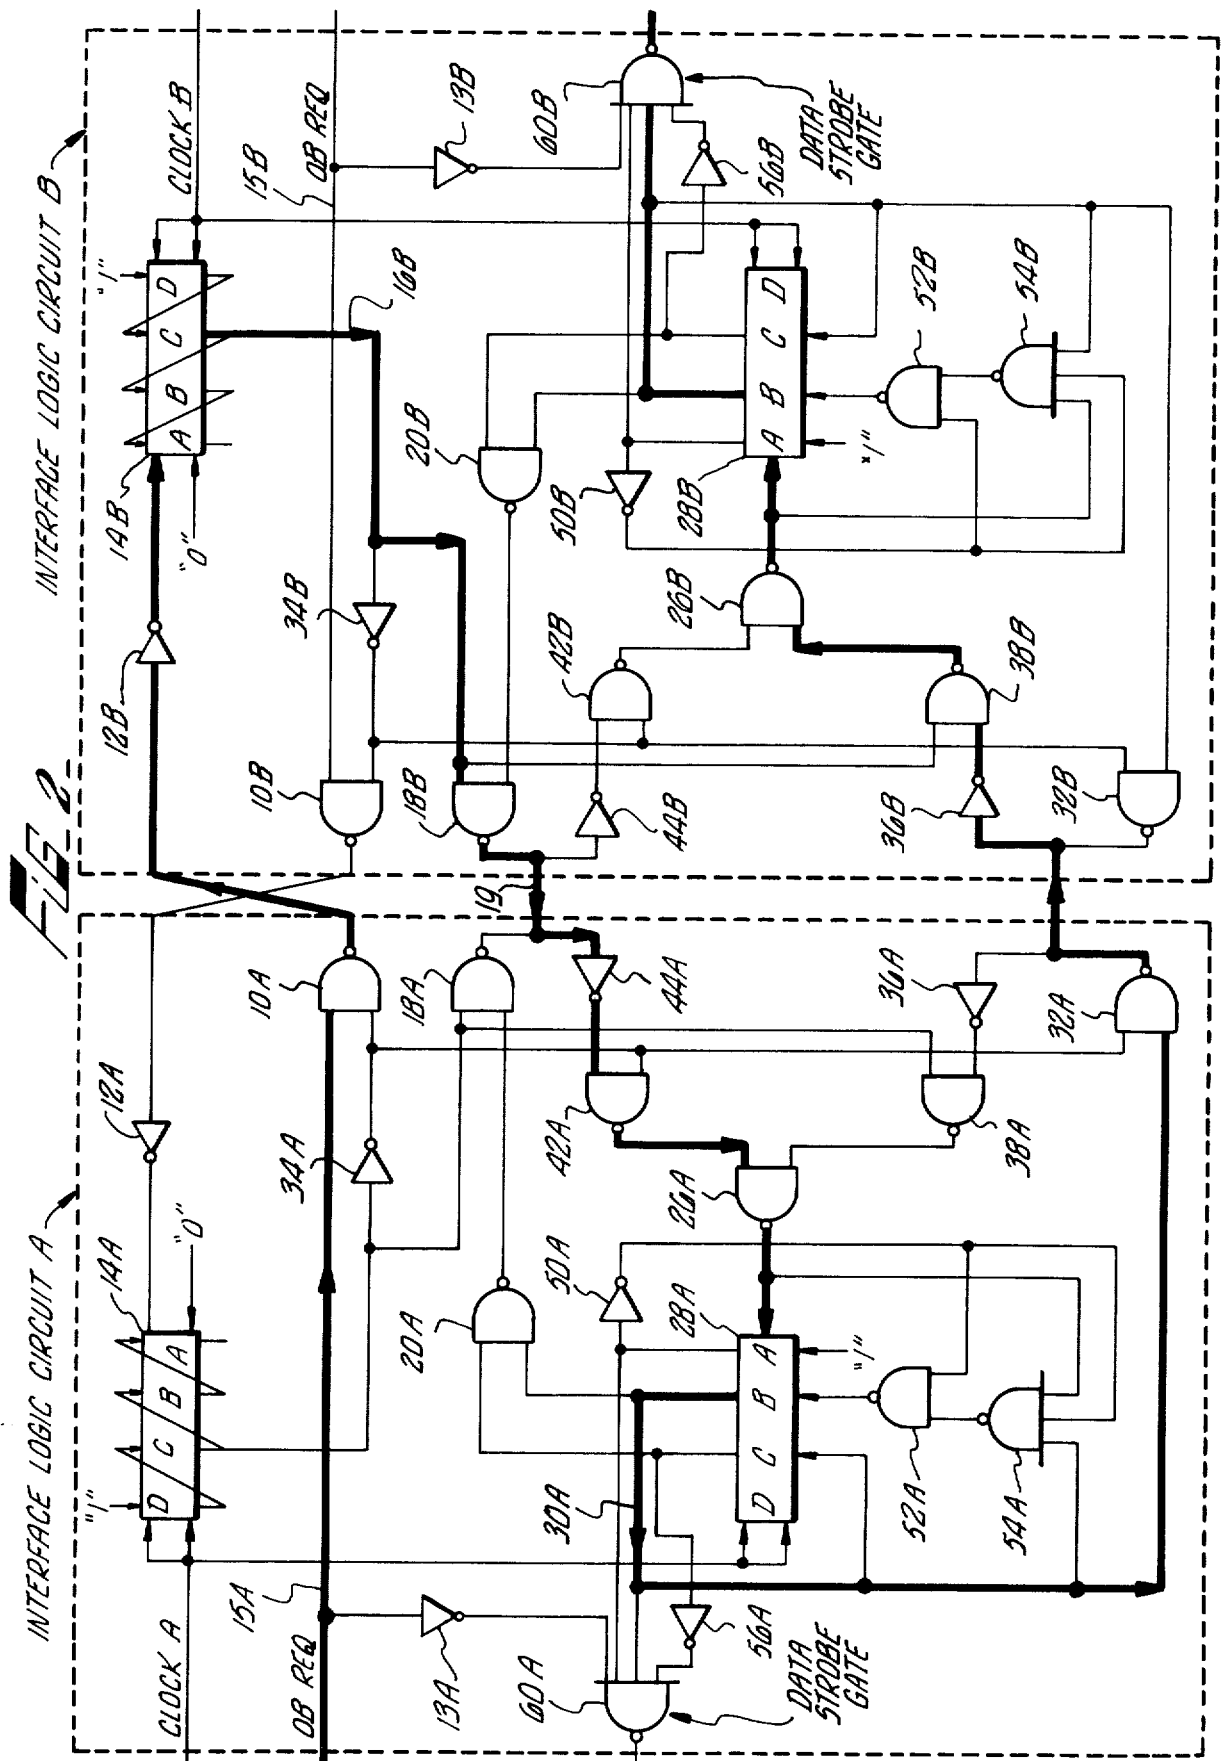 FIG. 2
INTERFACE LOGIC CIRCUIT A
INTERFACE LOGIC CIRCUIT B
CLOCK A
15A
OB REQ
"1"
D C B A
14A
"0"
12A
34A
10A
13A
60A
DATA
STROBE
GATE
56A
30A
20A
50A
28A
D C B A
"1"
52A
54A
26A
42A
44A
18A
38A
36A
32A
19
12B
14B
"0"
A B C D
"1"
CLOCK B
15B
OB REQ
16B
34B
10B
18B
20B
13B
60B
DATA
STROBE
GATE
56B
50B
28B
A B C D
"1"
52B
54B
26B
42B
44B
38B
36B
32B